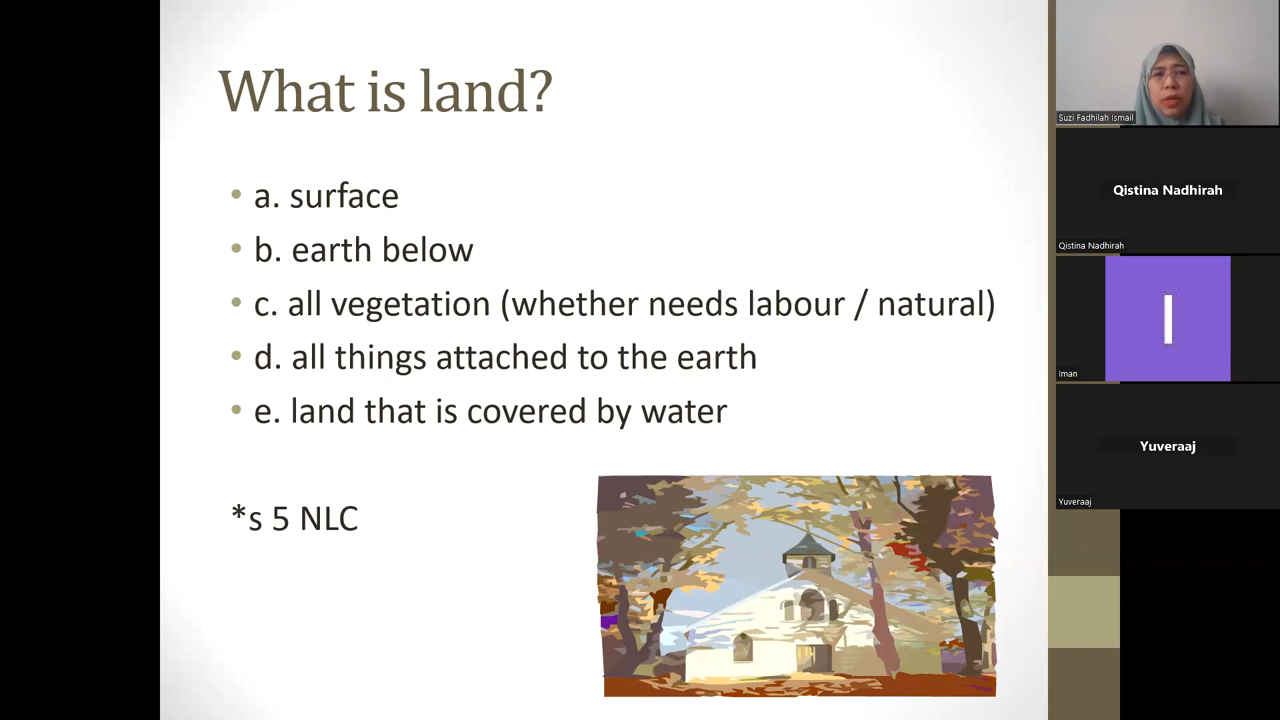 What is land?
• a. surface
• b. earth below
• c. all vegetation (whether needs labour / natural)
• d. all things attached to the earth
• e. land that is covered by water
*s 5 NLC
Suzi Fadhilah Ismail
Qistina Nadhirah
Qistina Nadhirah
I
Iman
Yuveraaj
Yuveraaj